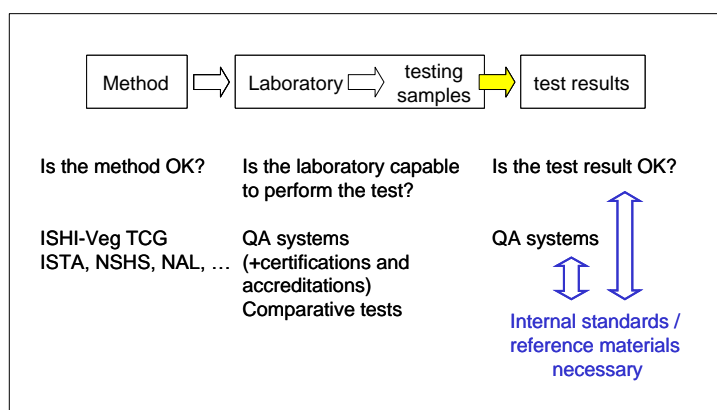 Method
Laboratory
testing
samples
test results
Is the method OK?
Is the laboratory capable
to perform the test?
Is the test result OK?
ISHI-Veg TCG
ISTA, NSHS, NAL, …
QA systems
(+certifications and
accreditations)
Comparative tests
QA systems
Internal standards /
reference materials
necessary